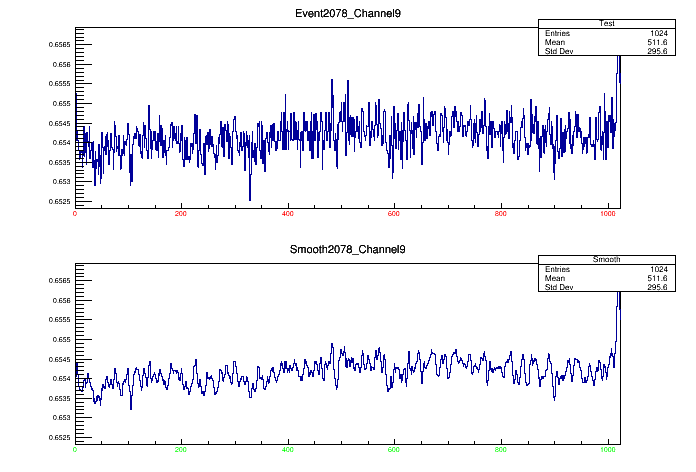 Event2078_Channel9
Test
Entries 1024
Mean 511.6
Std Dev 295.6
0.6565
0.656
0.6555
0.655
0.6545
0.654
0.6535
0.653
0.6525
0 200 400 600 800 1000
Smooth2078_Channel9
Smooth
Entries 1024
Mean 511.6
Std Dev 295.6
0.6565
0.656
0.6555
0.655
0.6545
0.654
0.6535
0.653
0.6525
0 200 400 600 800 1000